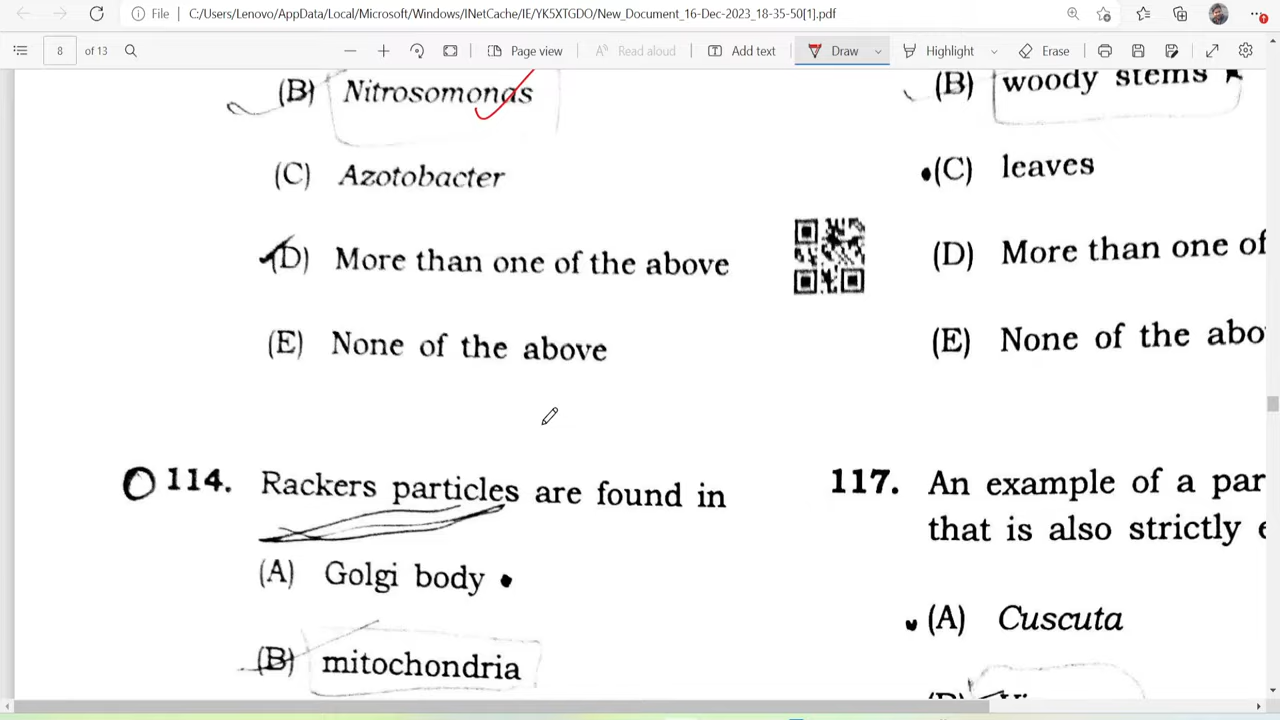 File
C:/Users/Lenovo/AppData/Local/Microsoft/Windows/INetCache/IE/YK5XTGDO/New_Document_16-Dec-2023_18-35-50[1].pdf
8 of 13
Page view
Read aloud
Add text
Draw
Highlight
Erase
(B) Nitrosomonas
(C) Azotobacter
(D) More than one of the above
(E) None of the above
114. Rackers particles are found in
(A) Golgi body
(B) mitochondria
(B) woody stems
(C) leaves
(D) More than one of
(E) None of the abo
117. An example of a par
that is also strictly e
(A) Cuscuta